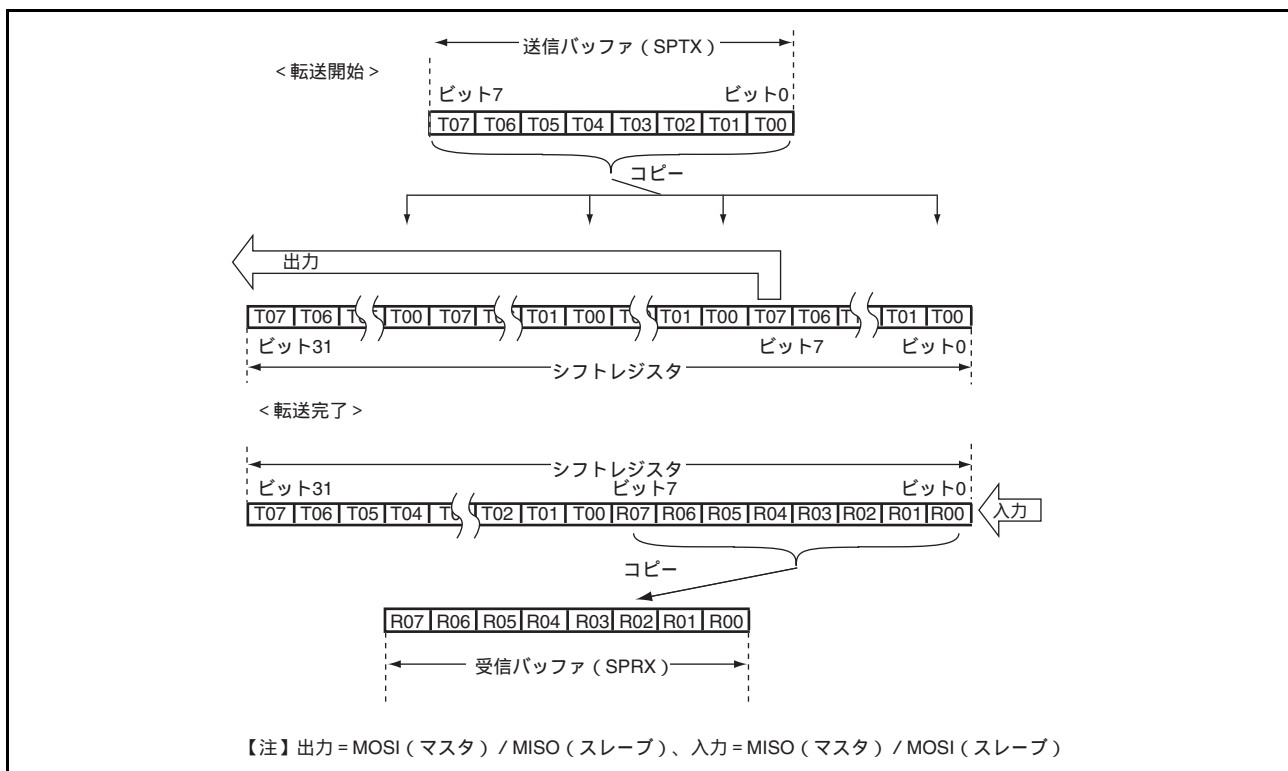 送信バッファ（SPTX）
＜転送開始＞
ビット7 ビット0
T07 T06 T05 T04 T03 T02 T01 T00
コピー
出力
T07 T06 T00 T07 T01 T00 T01 T00 T07 T06 T01 T00
ビット31 ビット7 ビット0
シフトレジスタ
＜転送完了＞
シフトレジスタ
ビット31 ビット7 ビット0
T07 T06 T05 T04 T02 T01 T00 R07 R06 R05 R04 R03 R02 R01 R00 入力
コピー
R07 R06 R05 R04 R03 R02 R01 R00
受信バッファ（SPRX）
【注】出力 = MOSI（マスタ）/ MISO（スレーブ）、入力 = MISO（マスタ）/ MOSI（スレーブ）